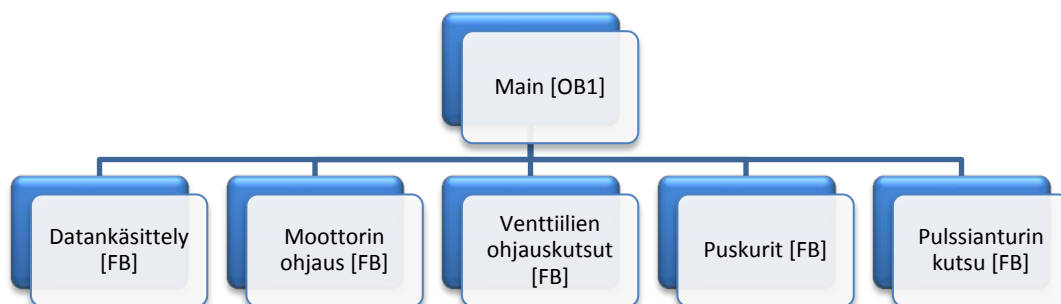 Main [OB1]
Datankäsittely
[FB]
Moottorin
ohjaus [FB]
Venttiilien
ohjauskutsut
[FB]
Puskurit [FB]
Pulssianturin
kutsu [FB]